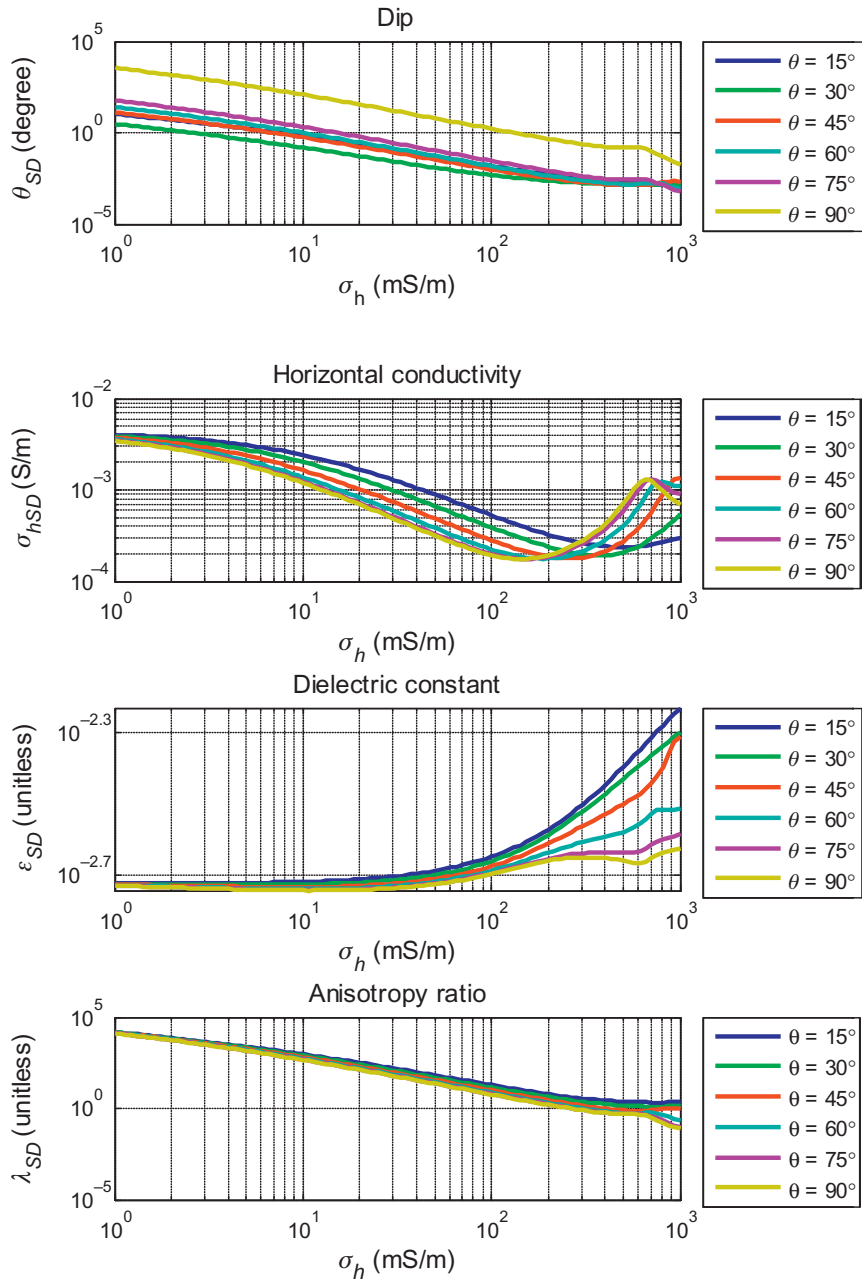 Dip
10^5
10^0
10^−5
θ_SD (degree)
10^0
10^1
10^2
10^3
σ_h (mS/m)
θ = 15°
θ = 30°
θ = 45°
θ = 60°
θ = 75°
θ = 90°
Horizontal conductivity
10^−2
10^−3
10^−4
σ_hSD (S/m)
10^0
10^1
10^2
10^3
σ_h (mS/m)
θ = 15°
θ = 30°
θ = 45°
θ = 60°
θ = 75°
θ = 90°
Dielectric constant
10^−2.3
10^−2.7
ε_SD (unitless)
10^0
10^1
10^2
10^3
σ_h (mS/m)
θ = 15°
θ = 30°
θ = 45°
θ = 60°
θ = 75°
θ = 90°
Anisotropy ratio
10^5
10^0
10^−5
λ_SD (unitless)
10^0
10^1
10^2
10^3
σ_h (mS/m)
θ = 15°
θ = 30°
θ = 45°
θ = 60°
θ = 75°
θ = 90°